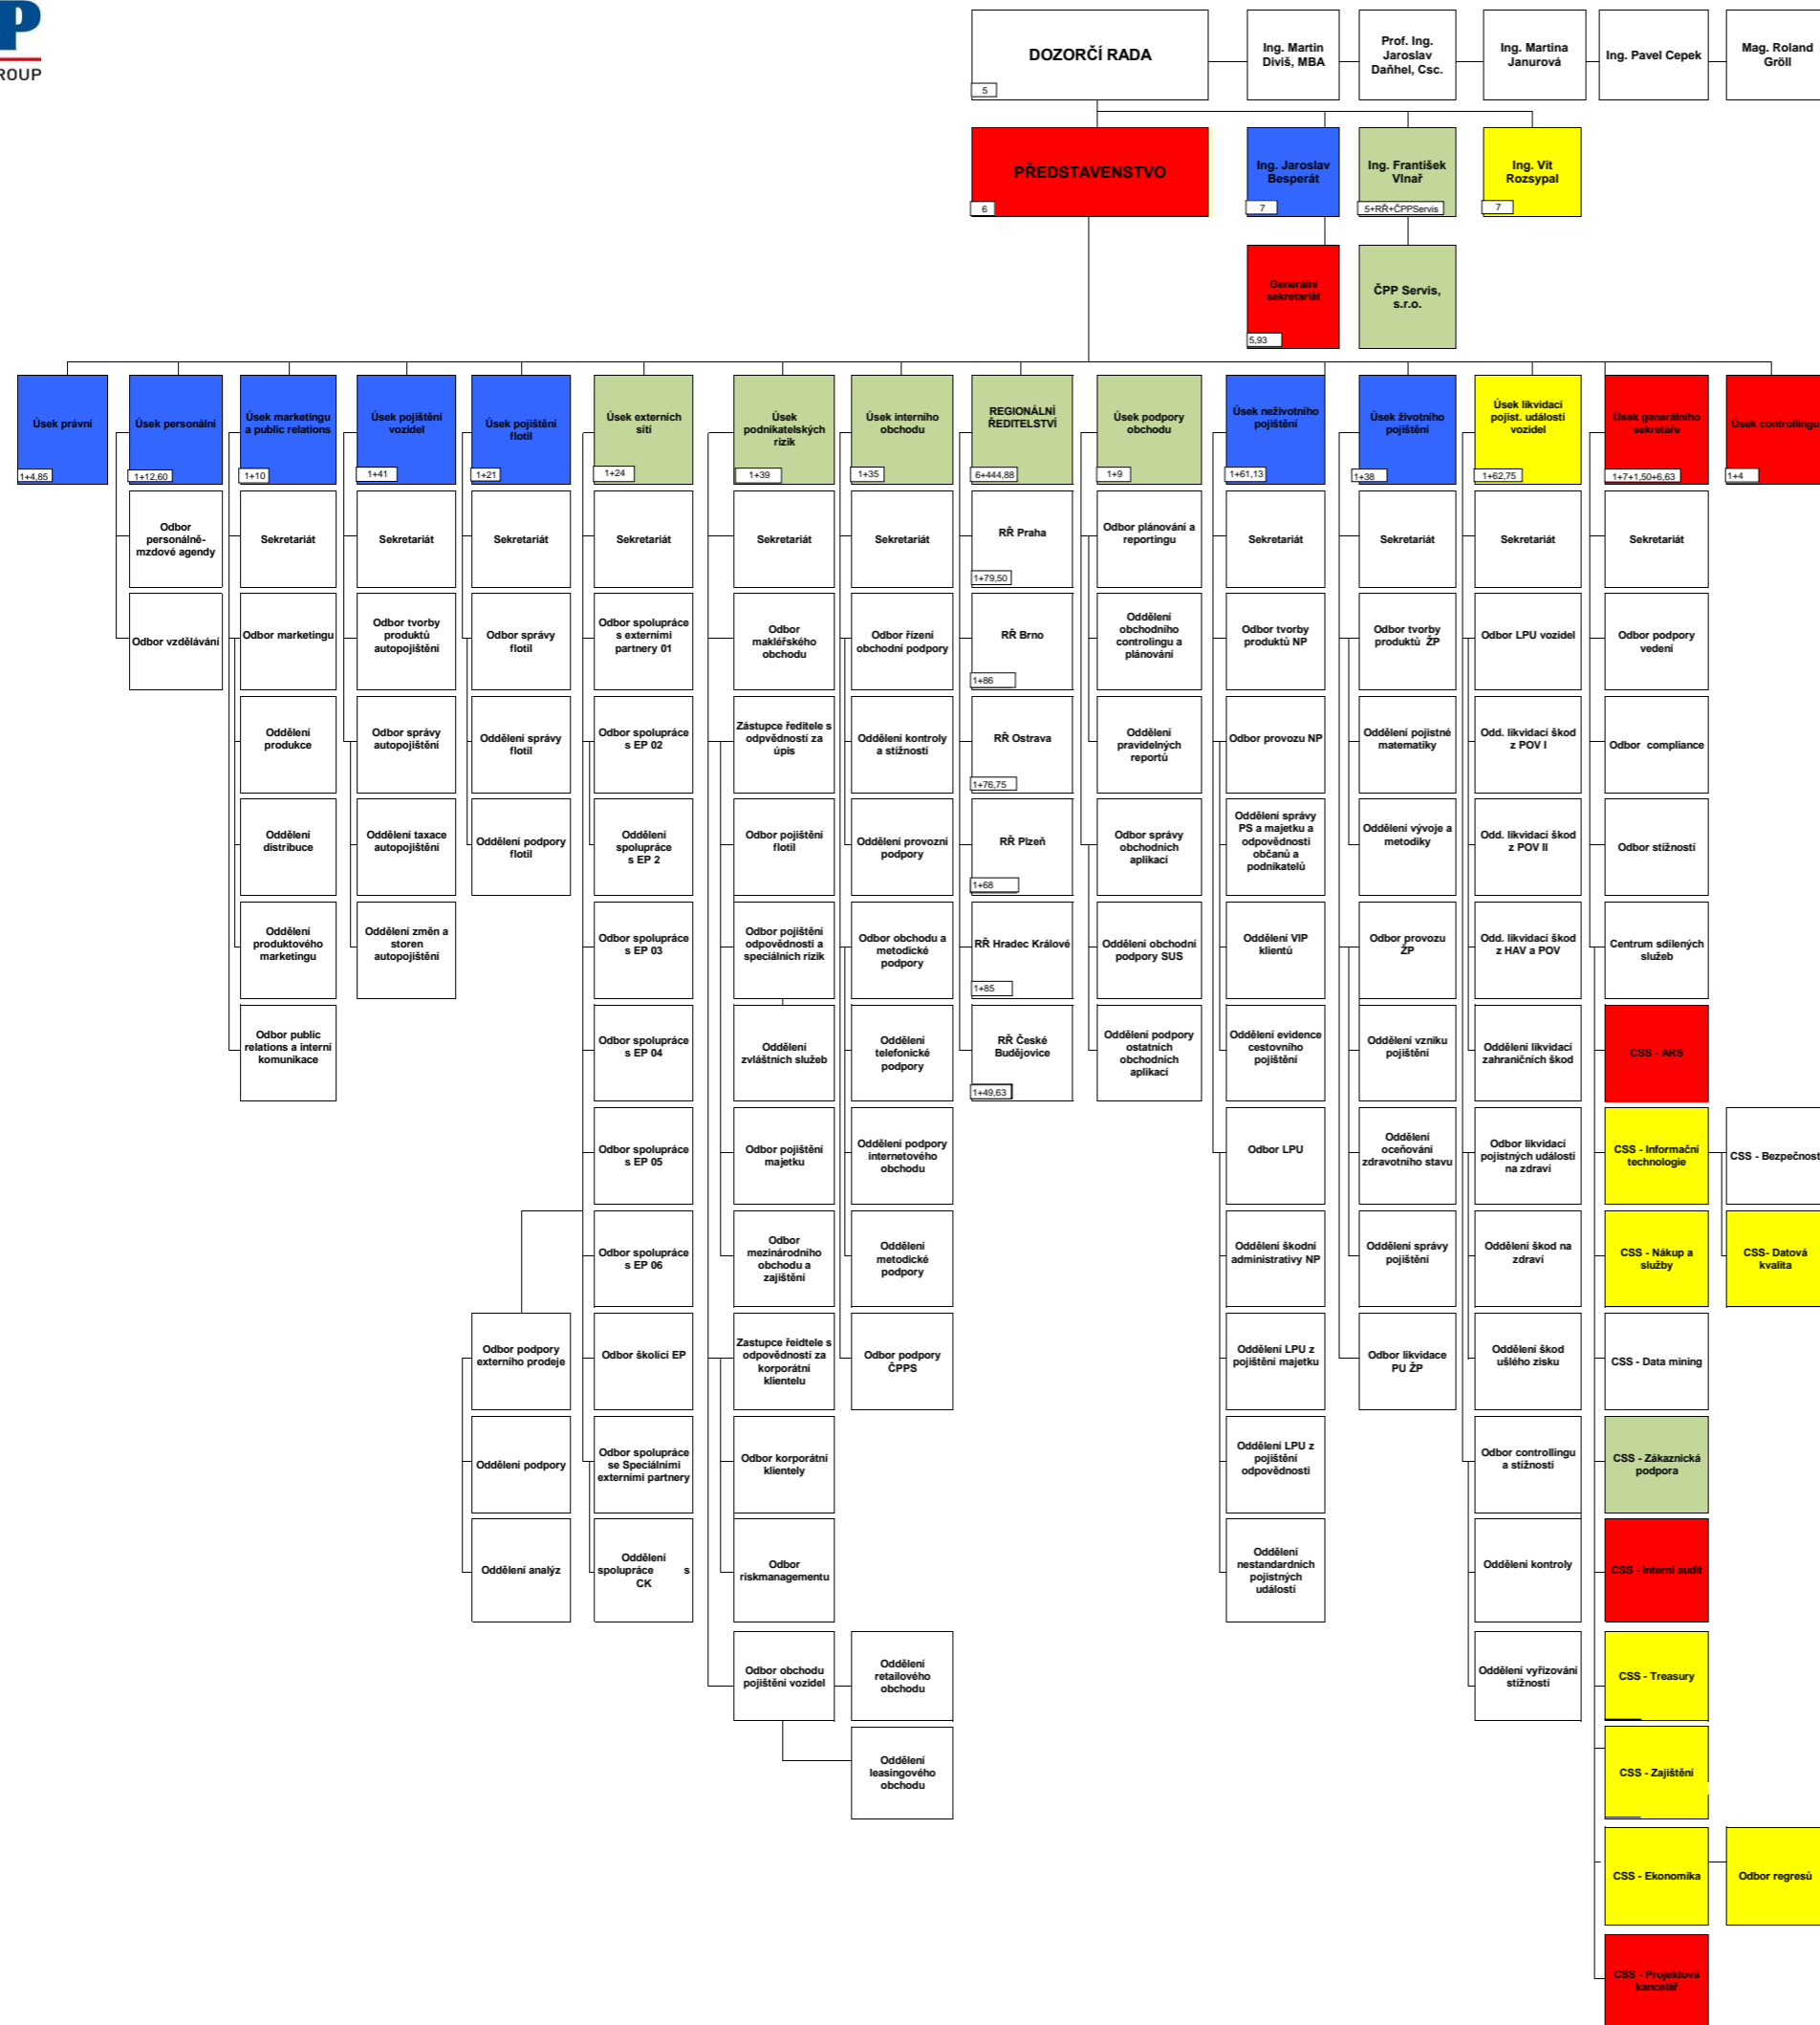 P
ROUP
DOZORČÍ RADA
5
Ing. Martin
Diviš, MBA
Prof. Ing.
Jaroslav
Daňhel, Csc.
Ing. Martina
Janurová
Ing. Pavel Cepek
Mag. Roland
Gröll
PŘEDSTAVENSTVO
6
Ing. Jaroslav
Besperát
7
Ing. František
Vlnař
5+RŘ+ČPPServis
Ing. Vít
Rozsypal
7
Generální
sekretariát
5,93
ČPP Servis,
s.r.o.
Úsek právní
1+4,85
Úsek personální
1+12,60
Úsek marketingu
a public relations
1+10
Úsek pojištění
vozidel
1+41
Úsek pojištění
flotil
1+21
Úsek externích
sítí
1+24
Úsek
podnikatelských
rizik
1+39
Úsek interního
obchodu
1+35
REGIONÁLNÍ
ŘEDITELSTVÍ
6+444,88
Úsek podpory
obchodu
1+9
Úsek neživotního
pojištění
1+61,13
Úsek životního
pojištění
1+38
Úsek likvidací
pojist. událostí
vozidel
1+62,75
Úsek generálního
sekretáře
1+7+1,50+6,63
Úsek controllingu
1+4
Odbor
personálně-
mzdové agendy
Sekretariát
Sekretariát
Sekretariát
Sekretariát
Sekretariát
Sekretariát
RŘ Praha
1+79,50
Odbor plánování a
reportingu
Sekretariát
Sekretariát
Sekretariát
Sekretariát
Odbor vzdělávání
Odbor marketingu
Odbor tvorby
produktů
autopojištění
Odbor správy
flotil
Odbor spolupráce
s externími
partnery 01
Odbor
makléřského
obchodu
Odbor řízení
obchodní podpory
RŘ Brno
1+86
Oddělení
obchodního
controlingu a
plánování
Odbor tvorby
produktů NP
Odbor tvorby
produktů ŽP
Odbor LPU vozidel
Odbor podpory
vedení
Oddělení
produkce
Odbor správy
autopojištění
Oddělení správy
flotil
Odbor spolupráce
s EP 02
Zástupce ředitele s
odpvědností za
úpis
Oddělení kontroly
a stížností
RŘ Ostrava
1+76,75
Oddělení
pravidelných
reportů
Odbor provozu NP
Oddělení pojistné
matematiky
Odd. likvidací škod
z POV I
Odbor compliance
Oddělení
distribuce
Oddělení taxace
autopojištění
Oddělení podpory
flotil
Oddělení
spolupráce
s EP 2
Odbor pojištění
flotil
Oddělení provozní
podpory
RŘ Plzeň
1+68
Odbor správy
obchodních
aplikací
Oddělení správy
PS a majetku a
odpovědnosti
občanů a
podnikatelů
Oddělení vývoje a
metodiky
Odd. likvidací škod
z POV II
Odbor stížností
Oddělení
produktového
marketingu
Oddělení změn a
storen
autopojištění
Odbor spolupráce
s EP 03
Odbor pojištění
odpovědnosti a
speciálních rizik
Odbor obchodu a
metodické
podpory
RŘ Hradec Králové
1+85
Oddělení obchodní
podpory SUS
Oddělení VIP
klientů
Odbor provozu
ŽP
Odd. likvidací škod
z HAV a POV
Centrum sdílených
služeb
Odbor public
relations a interní
komunikace
Odbor spolupráce
s EP 04
Oddělení
zvláštních služeb
Oddělení
telefonické
podpory
RŘ České
Budějovice
1+49,63
Oddělení podpory
ostatních
obchodních
aplikací
Oddělení evidence
cestovního
pojištění
Oddělení vzniku
pojištění
Oddělení likvidací
zahraničních škod
CSS - ARS
Odbor spolupráce
s EP 05
Odbor pojištění
majetku
Oddělení podpory
internetového
obchodu
Odbor LPU
Oddělení
oceňování
zdravotního stavu
Odbor likvidací
pojistných událostí
na zdraví
CSS - Informační
technologie
CSS - Bezpečnost
Odbor spolupráce
s EP 06
Odbor
mezinárodního
obchodu a
zajištění
Oddělení
metodické
podpory
Oddělení škodní
administrativy NP
Oddělení správy
pojištění
Oddělení škod na
zdraví
CSS - Nákup a
služby
CSS- Datová
kvalita
Odbor podpory
externího prodeje
Odbor školící EP
Zastupce řeidtele s
odpovědností za
korporátní
klientelu
Odbor podpory
ČPPS
Oddělení LPU z
pojištění majetku
Odbor likvidace
PU ŽP
Oddělení škod
ušlého zisku
CSS - Data mining
Oddělení podpory
Odbor spolupráce
se Speciálními
externími partnery
Odbor korporátní
klientely
Oddělení LPU z
pojištění
odpovědnosti
Odbor controllingu
a stížností
CSS - Zákaznická
podpora
Oddělení analýz
Oddělení
spolupráce s
CK
Odbor
riskmanagementu
Oddělení
nestandardních
pojistných
událostí
Oddělení kontroly
CSS - Interní audit
Odbor obchodu
pojištění vozidel
Oddělení
retailového
obchodu
Oddělení vyřizování
stížností
CSS - Treasury
Oddělení
leasingového
obchodu
CSS - Zajištění
CSS - Ekonomika
Odbor regresů
CSS - Projektová
kancelář